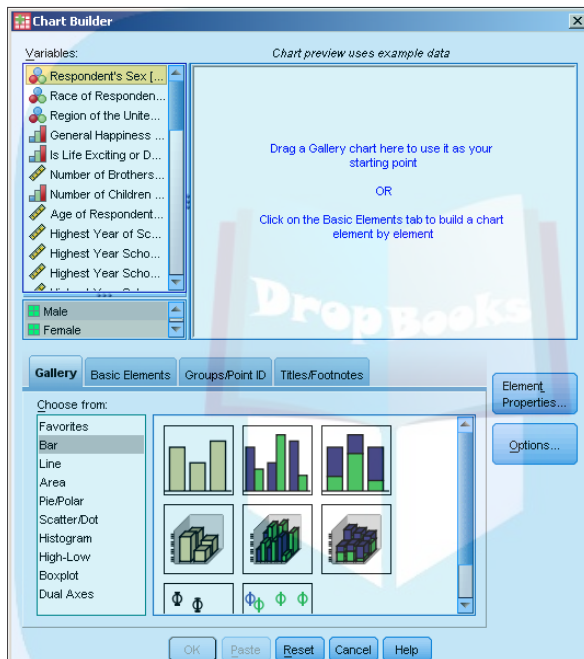 Chart Builder
Variables:
Chart preview uses example data
Respondent's Sex [...
Race of Responden...
Region of the Unite...
General Happiness ...
Is Life Exciting or D...
Number of Brothers...
Number of Children ...
Age of Respondent...
Highest Year of Sc...
Highest Year Scho...
Highest Year Scho...
Male
Female
Drag a Gallery chart here to use it as your
starting point
OR
Click on the Basic Elements tab to build a chart
element by element
DropBooks
Gallery
Basic Elements
Groups/Point ID
Titles/Footnotes
Choose from:
Favorites
Bar
Line
Area
Pie/Polar
Scatter/Dot
Histogram
High-Low
Boxplot
Dual Axes
Element
Properties...
Options...
OK
Paste
Reset
Cancel
Help